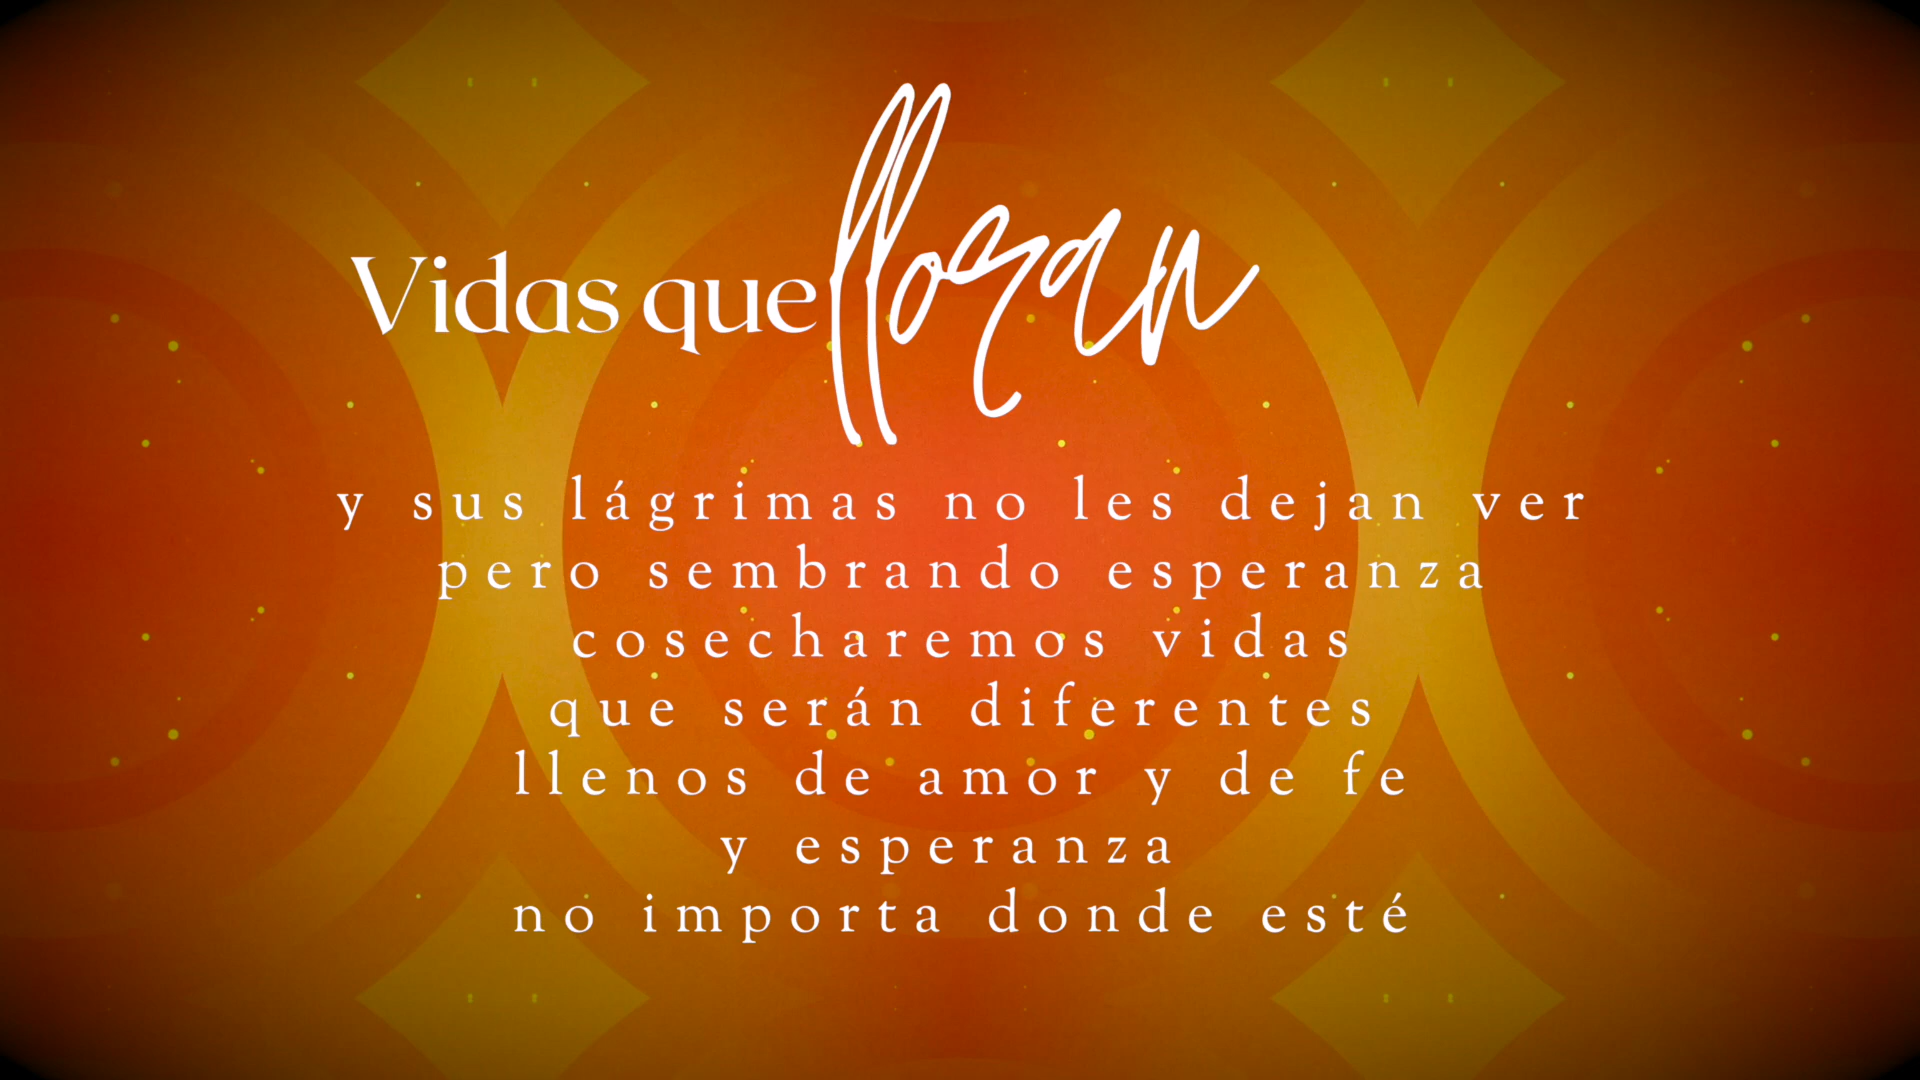 Vidas que lloran
y sus lágrimas no les dejan ver
pero sembrando esperanza
cosecharemos vidas
que serán diferentes
llenos de amor y de fe
y esperanza
no importa donde esté